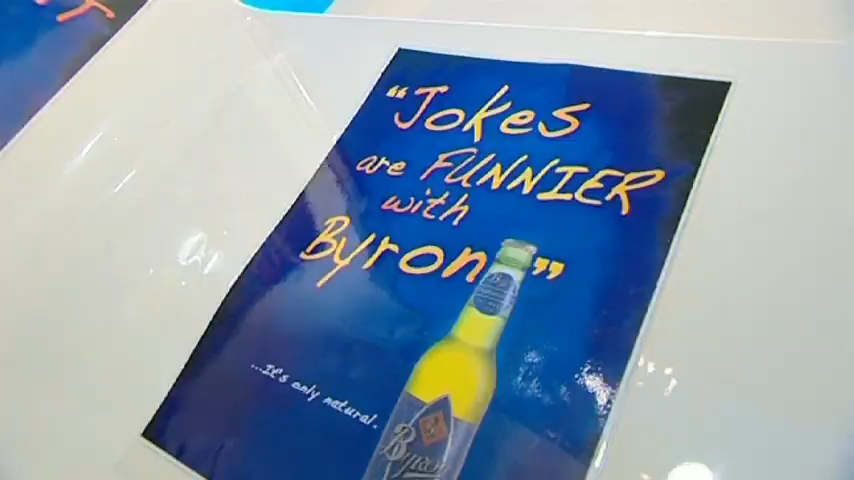 “Jokes
are FUNNIER
with
Byron”
...It's only natural.
Byron